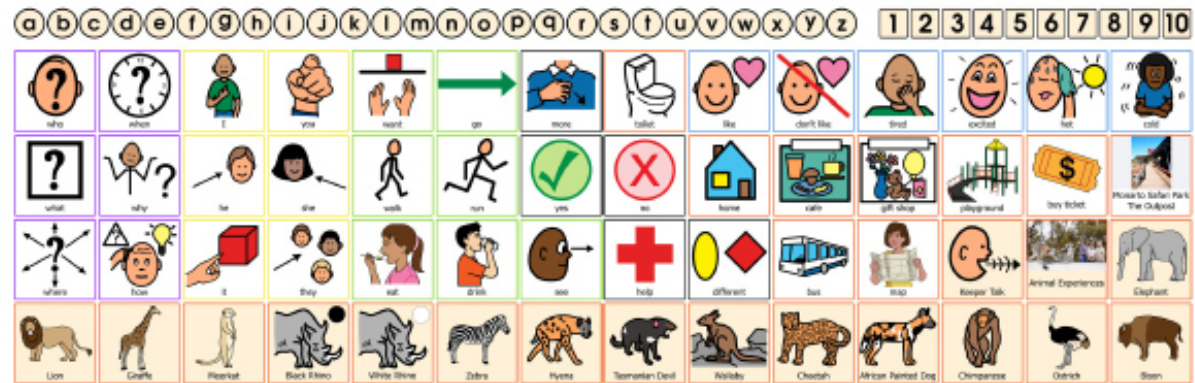 a b c d e f g h i j k l m n o p q r s t u v w x y z 1 2 3 4 5 6 7 8 9 10
who when I you want go more toilet like don't like tired excited hot cold
what why he she walk run yes no home cafe gift shop playground buy ticket Monarto Safari Park
The Outpost
where how it they eat drink see help different bus map Keeper Talk Animal Experiences Elephant
Lion Giraffe Meerkat Black Rhino White Rhino Zebra Hyena Tasmanian Devil Wallaby Cheetah African Painted Dog Chimpanzee Ostrich Bison